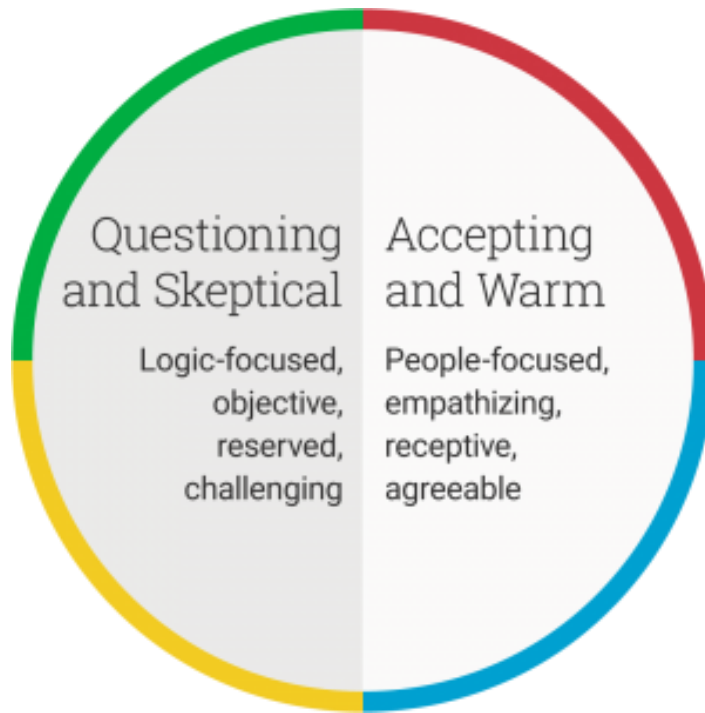 Questioning
and Skeptical
Logic-focused,
objective,
reserved,
challenging
Accepting
and Warm
People-focused,
empathizing,
receptive,
agreeable